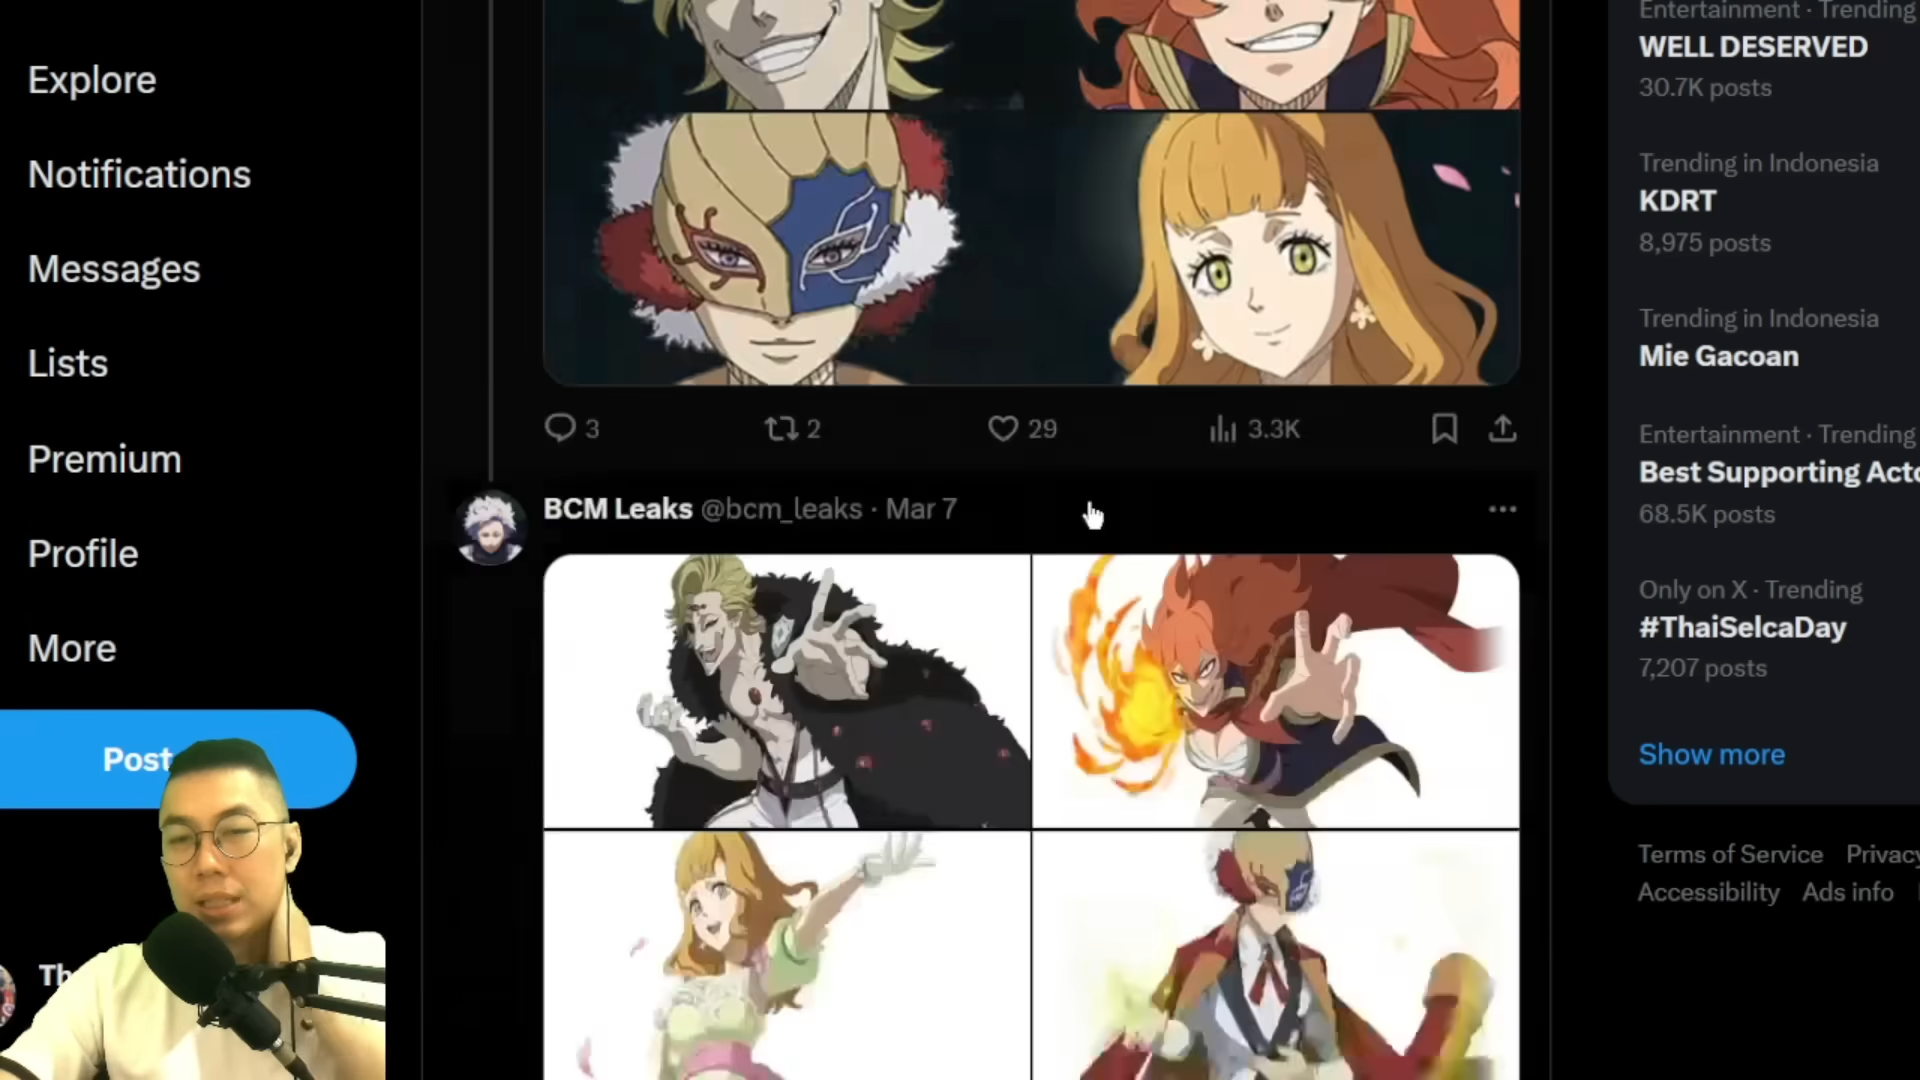 Explore
Notifications
Messages
Lists
Premium
Profile
More
Post
Th
3
2
29
3.3K
BCM Leaks @bcm_leaks · Mar 7
Entertainment · Trending
WELL DESERVED
30.7K posts
Trending in Indonesia
KDRT
8,975 posts
Trending in Indonesia
Mie Gacoan
Entertainment · Trending
Best Supporting Acto
68.5K posts
Only on X · Trending
#ThaiSelcaDay
7,207 posts
Show more
Terms of Service Privacy
Accessibility Ads info